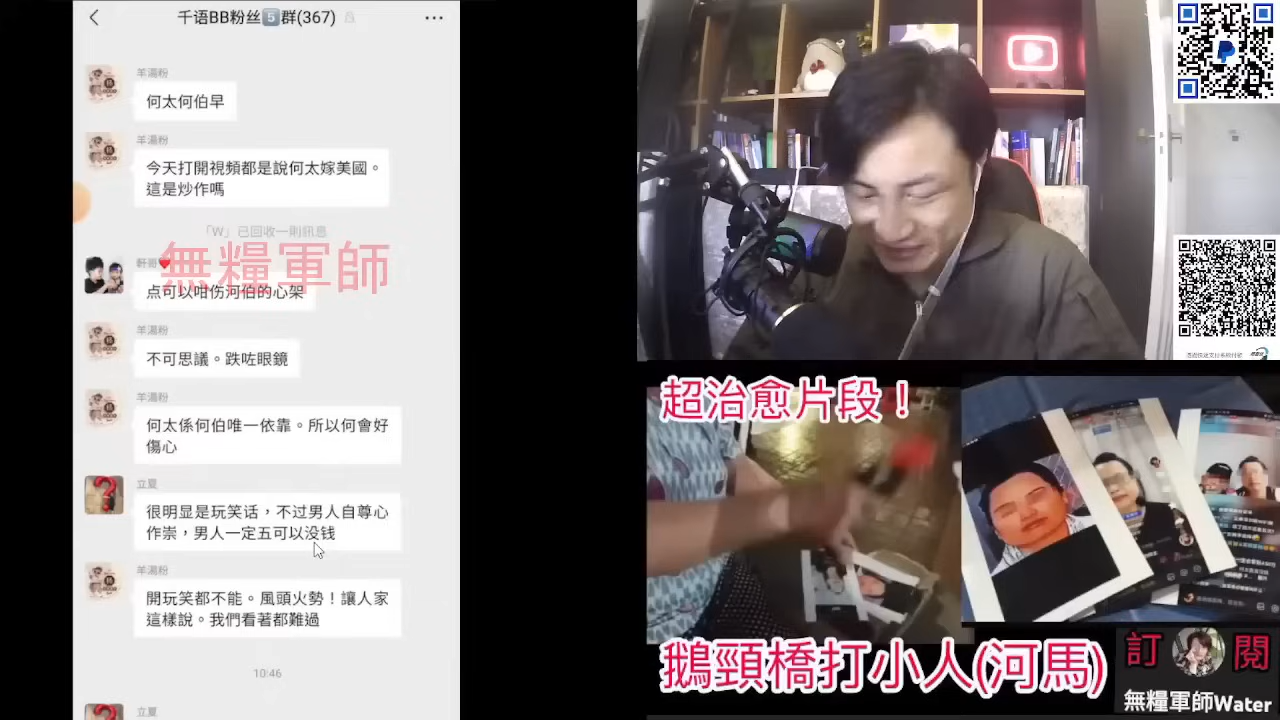 千语BB粉丝5️⃣群(367)
羊湯粉
何太何伯早
羊湯粉
今天打開視頻都是說何太嫁美國。
這是炒作嗎
「W」已回收一則訊息
軒哥❤️
無糧軍師
点可以咁伤河伯的心架
羊湯粉
不可思議。跌咗眼鏡
羊湯粉
何太係何伯唯一依靠。所以何會好
傷心
立夏
很明显是玩笑话，不过男人自尊心
作祟，男人一定五可以没钱
羊湯粉
開玩笑都不能。風頭火勢！讓人家
這樣說。我們看著都難過
10:46
立夏
超治愈片段！
鵝頸橋打小人(河馬)
訂 閱
無糧軍師Water